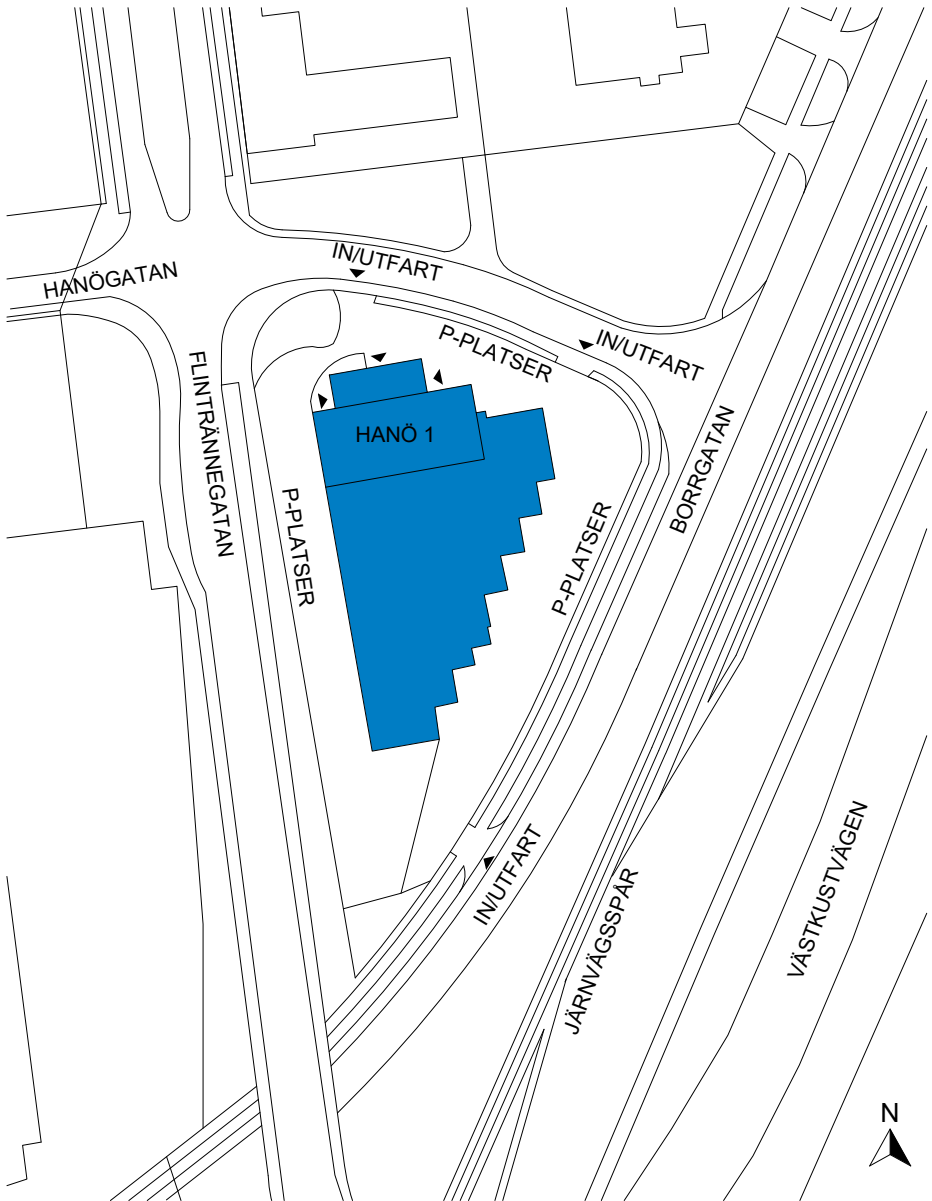 IN/UTFART
HANÖGATAN
P-PLATSER
IN/UTFART
FLINTRÄNNEGATAN
HANÖ 1
BORRGATAN
P-PLATSER
P-PLATSER
IN/UTFART
JÄRNVÄGSSPÅR
VÄSTKUSTVÄGEN
N